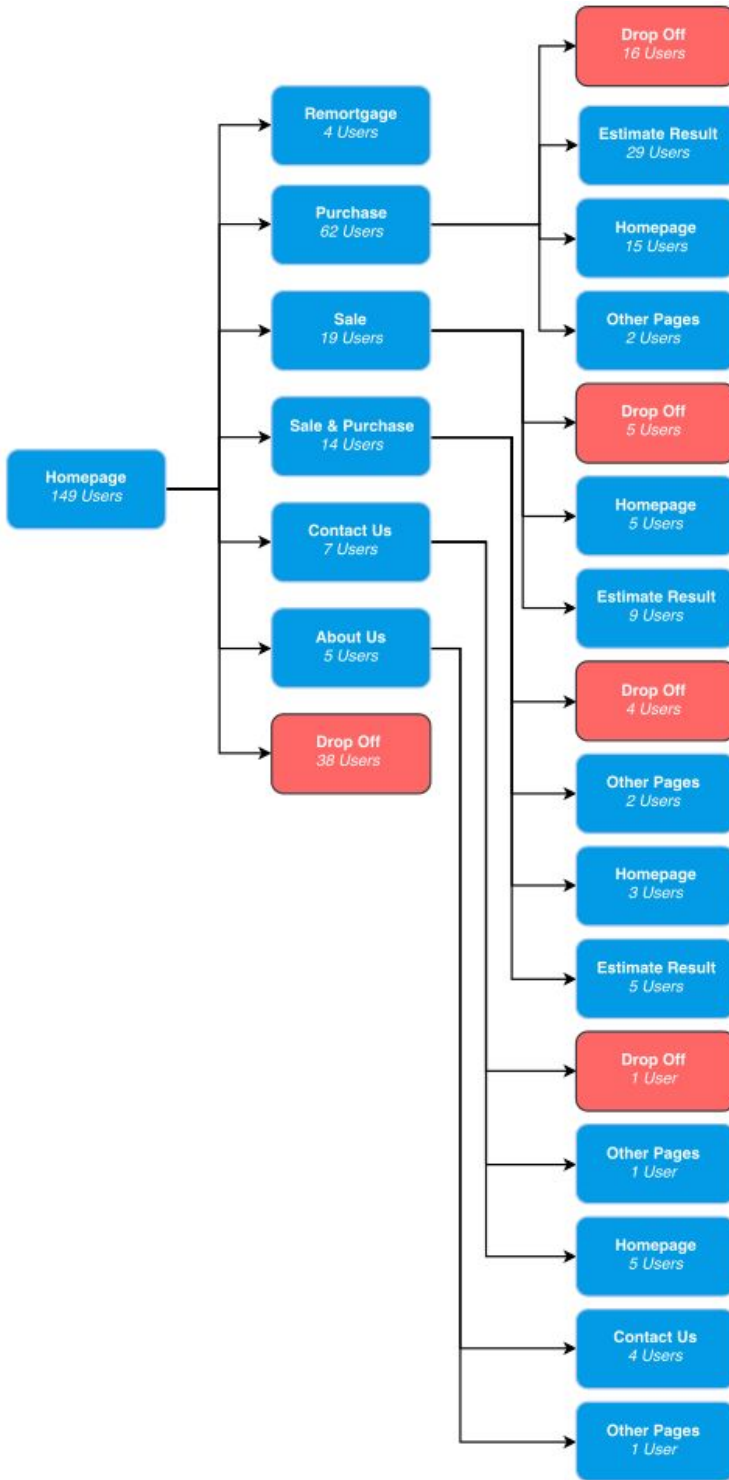 Homepage
149 Users
Remortgage
4 Users
Purchase
62 Users
Sale
19 Users
Sale & Purchase
14 Users
Contact Us
7 Users
About Us
5 Users
Drop Off
38 Users
Drop Off
16 Users
Estimate Result
29 Users
Homepage
15 Users
Other Pages
2 Users
Drop Off
5 Users
Homepage
5 Users
Estimate Result
9 Users
Drop Off
4 Users
Other Pages
2 Users
Homepage
3 Users
Estimate Result
5 Users
Drop Off
1 User
Other Pages
1 User
Homepage
5 Users
Contact Us
4 Users
Other Pages
1 User